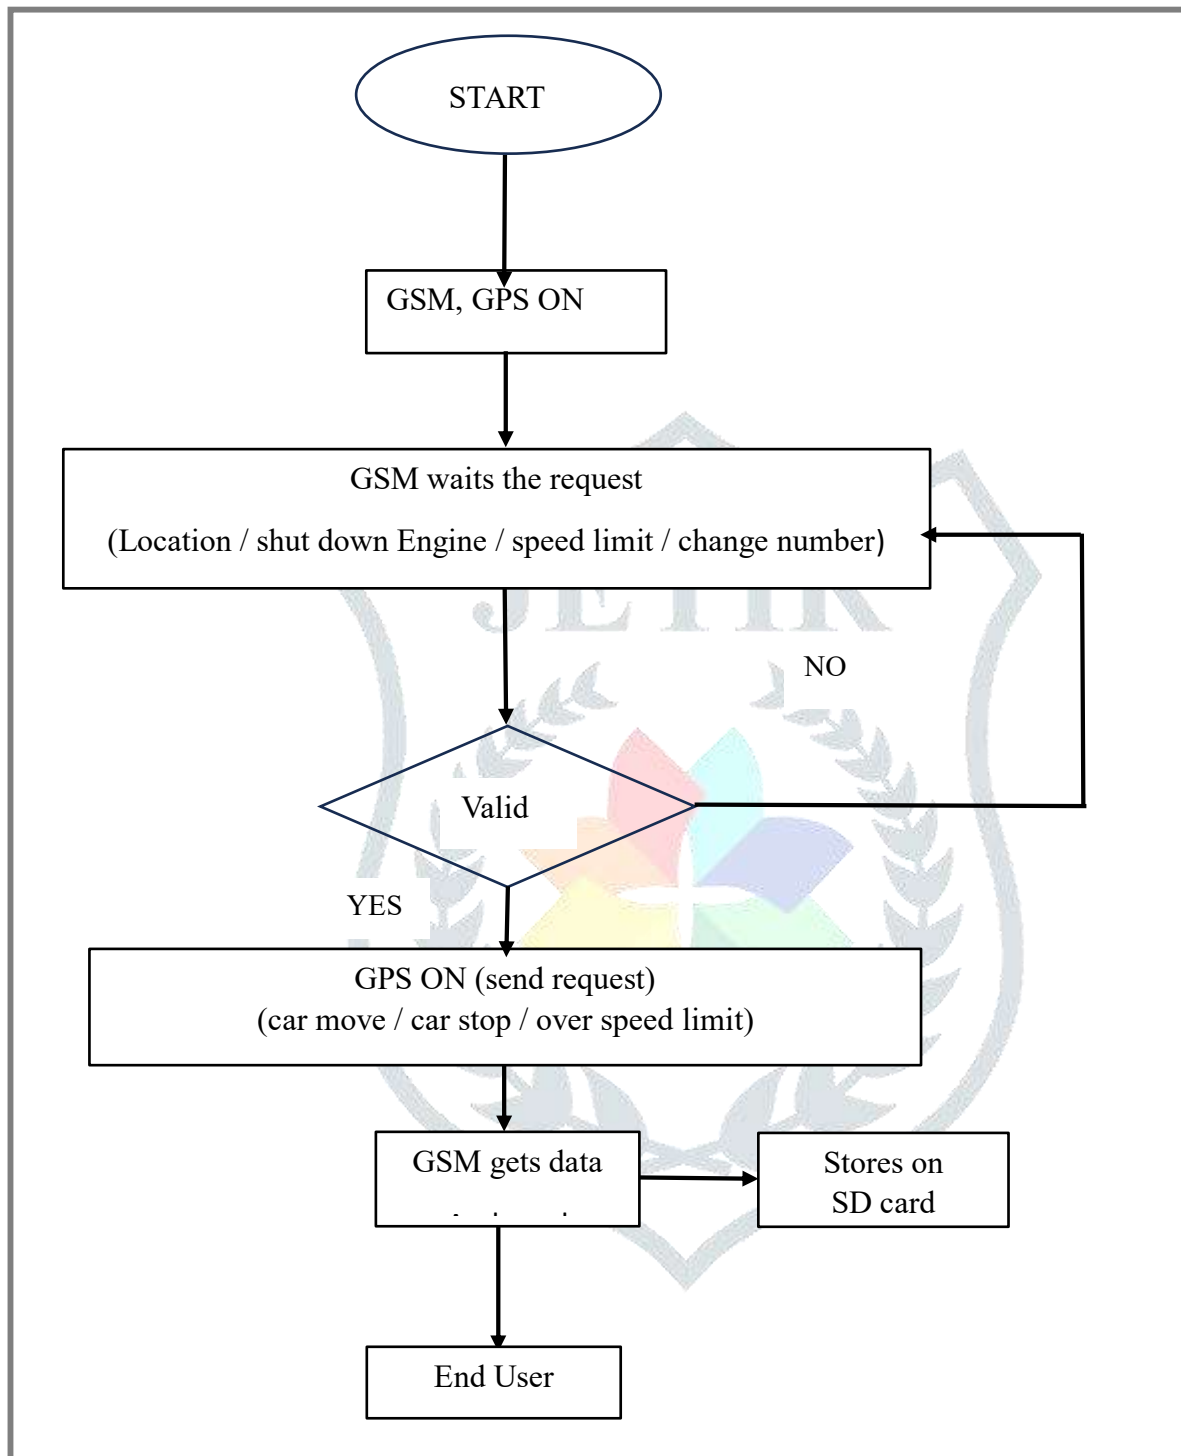 START
GSM, GPS ON
GSM waits the request
(Location / shut down Engine / speed limit / change number)
JETIR
NO
Valid
YES
GPS ON (send request)
(car move / car stop / over speed limit)
GSM gets data
Stores on
SD card
End User